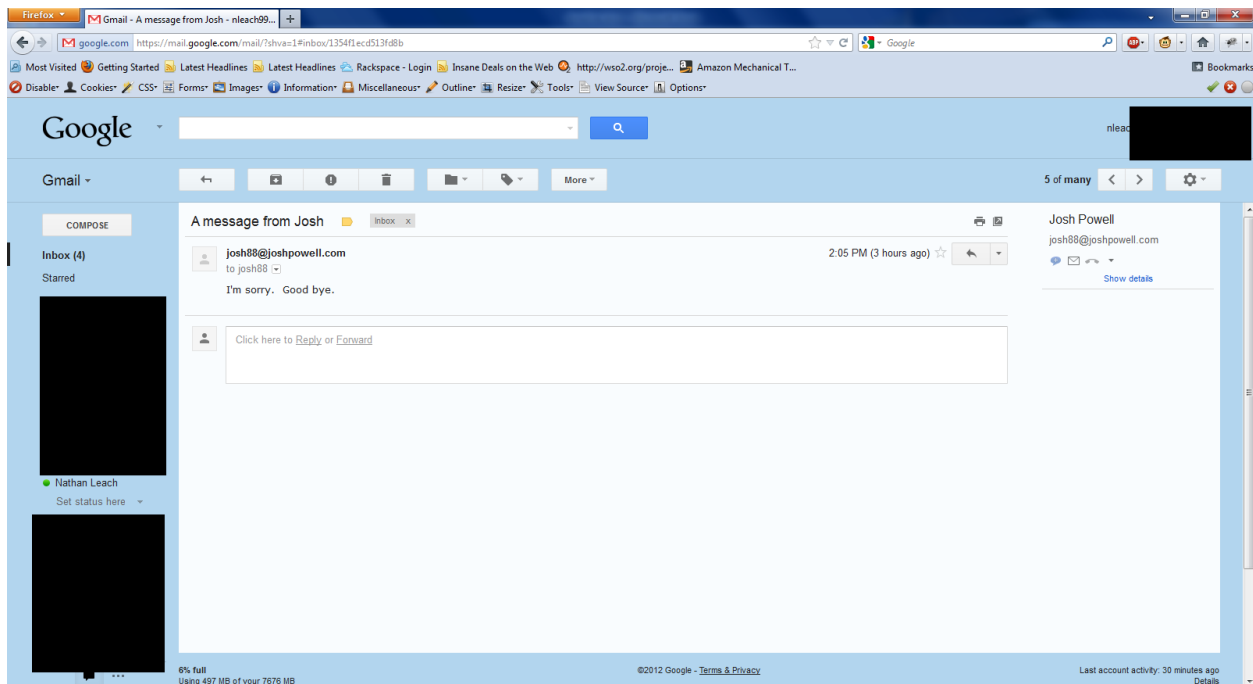 Firefox
Gmail - A message from Josh - nleach99... +
google.com https://mail.google.com/mail/?shva=1#inbox/1354f1ecd513fd8b Google
Most Visited Getting Started Latest Headlines Latest Headlines Rackspace - Login Insane Deals on the Web http://wso2.org/proje... Amazon Mechanical T... Bookmarks
Disable Cookies CSS Forms Images Information Miscellaneous Outline Resize Tools View Source Options
Google
nleac
Gmail
More
5 of many
COMPOSE
Inbox (4)
Starred
Nathan Leach
Set status here
A message from Josh Inbox x
josh88@joshpowell.com 2:05 PM (3 hours ago)
to josh88
I'm sorry. Good bye.
Click here to Reply or Forward
Josh Powell
josh88@joshpowell.com
Show details
6% full
Using 497 MB of your 7676 MB
©2012 Google - Terms & Privacy
Last account activity: 30 minutes ago
Details